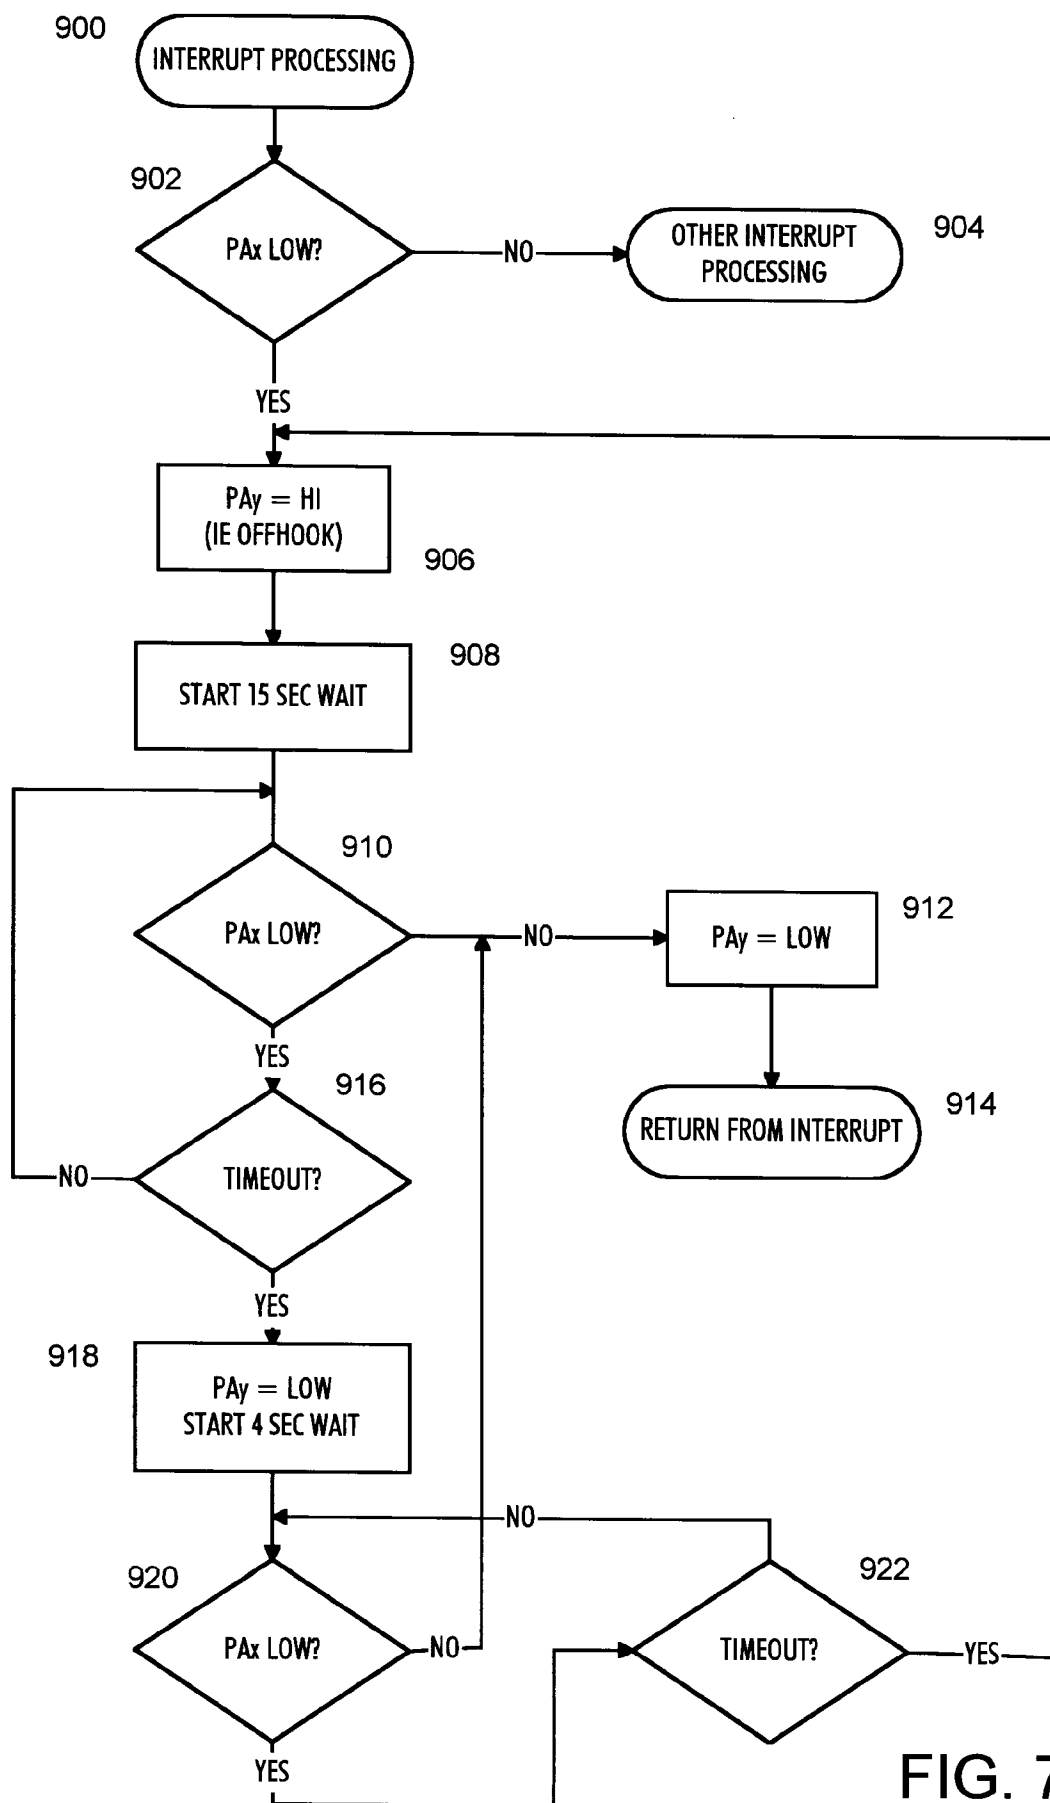 900
INTERRUPT PROCESSING
902
PAx LOW?
NO
OTHER INTERRUPT
PROCESSING
904
YES
PAy = HI
(IE OFFHOOK)
906
908
START 15 SEC WAIT
910
PAx LOW?
NO
PAy = LOW
912
YES
916
RETURN FROM INTERRUPT
914
NO
TIMEOUT?
YES
918
PAy = LOW
START 4 SEC WAIT
NO
920
922
PAx LOW?
NO
TIMEOUT?
YES
YES
FIG. 7